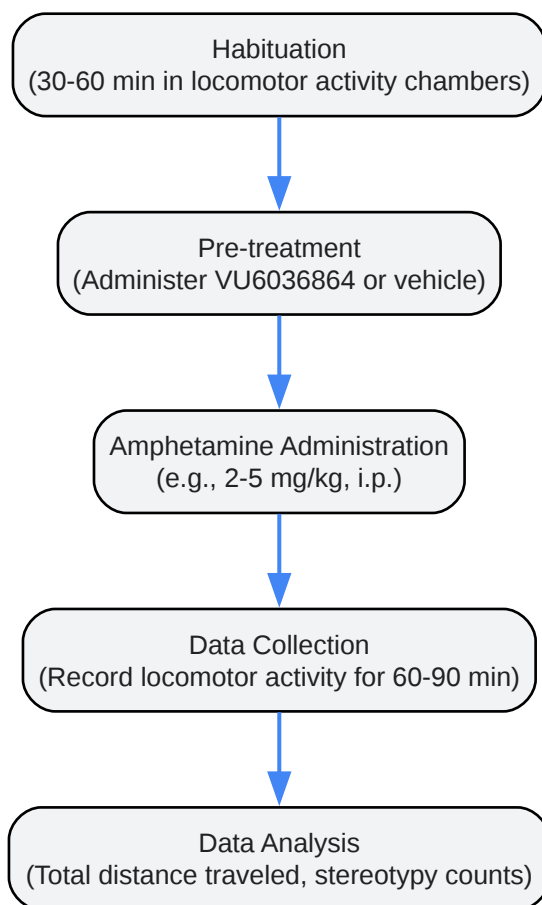 Habituation
(30-60 min in locomotor activity chambers)
Pre-treatment
(Administer VU6036864 or vehicle)
Amphetamine Administration
(e.g., 2-5 mg/kg, i.p.)
Data Collection
(Record locomotor activity for 60-90 min)
Data Analysis
(Total distance traveled, stereotypy counts)